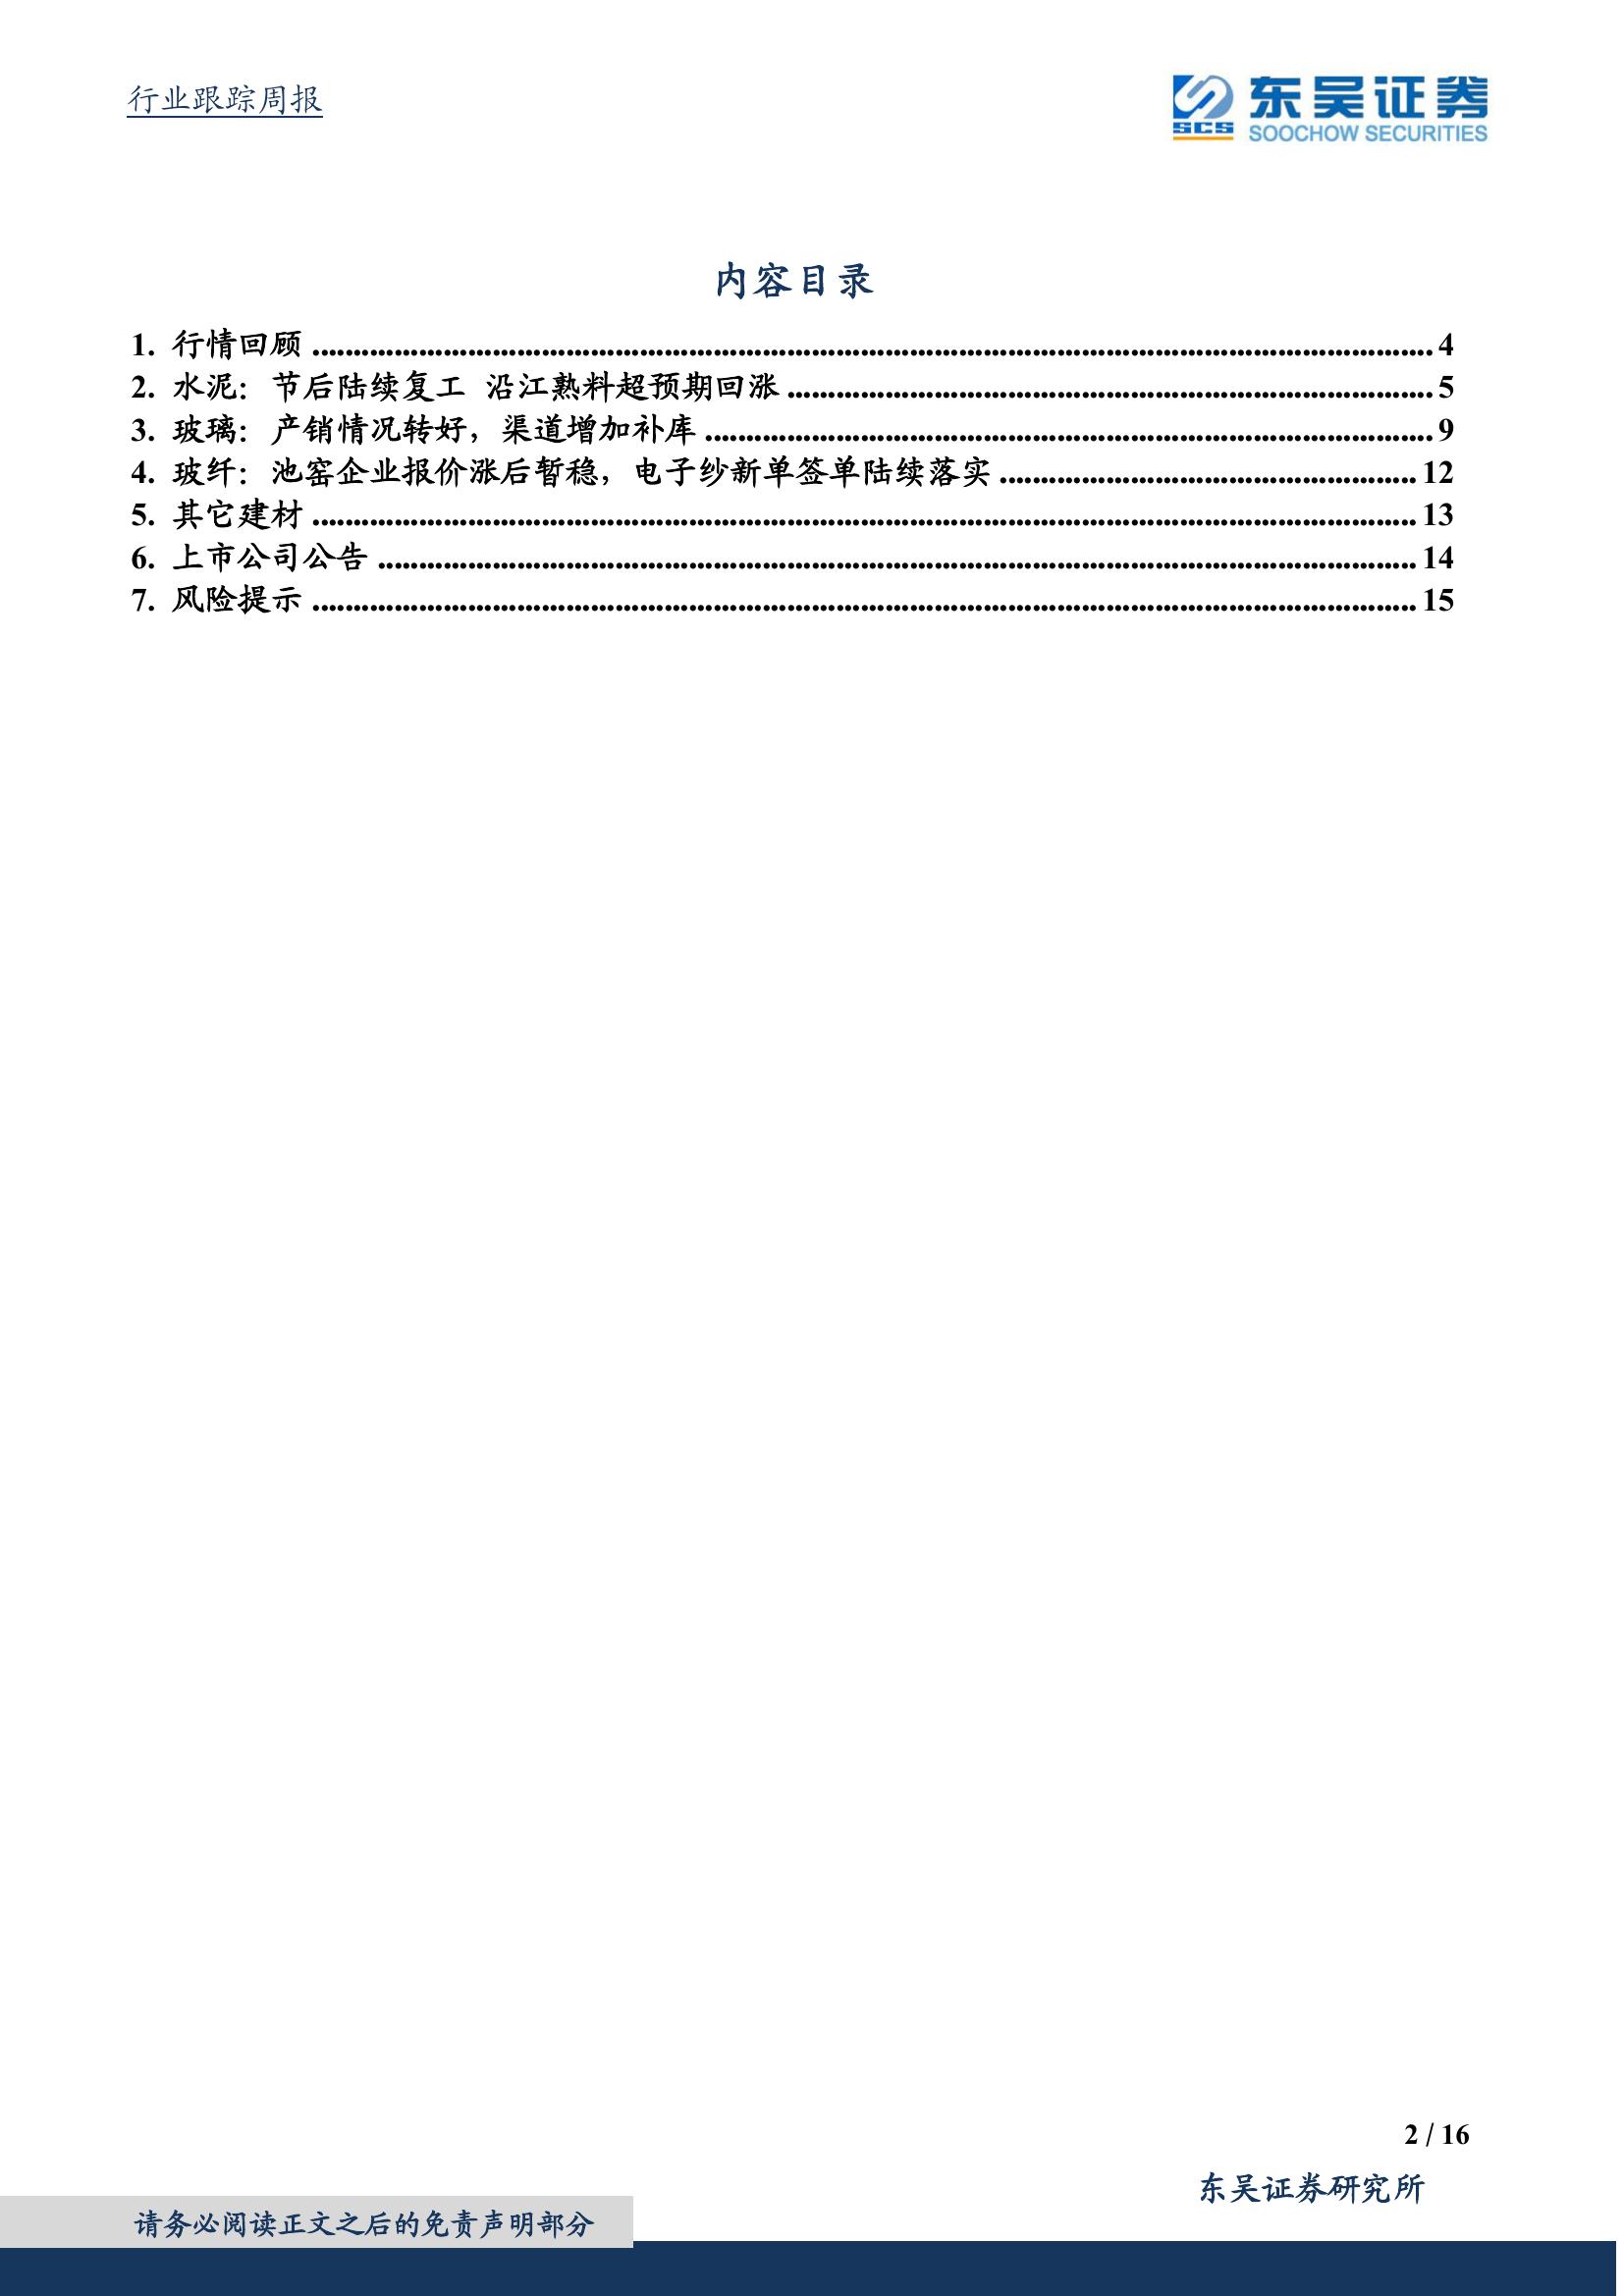 行业跟踪周报
SCS
东吴证券
SOOCHOW SECURITIES
内容目录
1. 行情回顾 ........................................................................ 4
2. 水泥：节后陆续复工 沿江熟料超预期回涨 ........................................................................ 5
3. 玻璃：产销情况转好，渠道增加补库 ........................................................................ 9
4. 玻纤：池窑企业报价涨后暂稳，电子纱新单签单陆续落实 ........................................................................ 12
5. 其它建材 ........................................................................ 13
6. 上市公司公告 ........................................................................ 14
7. 风险提示 ........................................................................ 15
2 / 16
东吴证券研究所
请务必阅读正文之后的免责声明部分